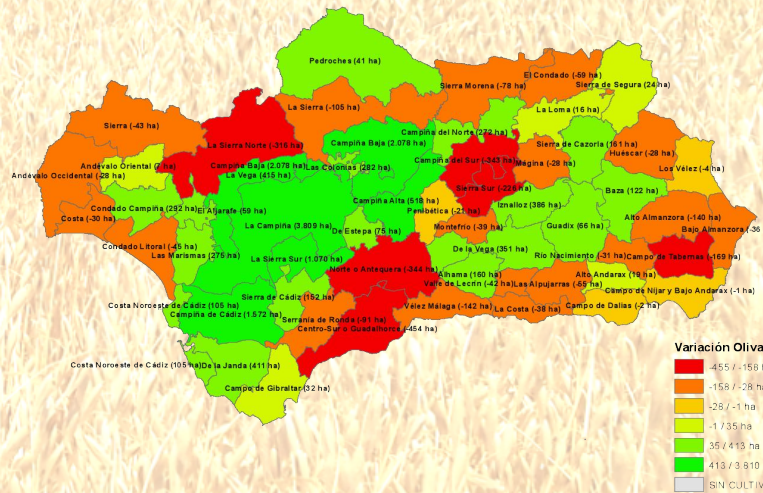 Pedroches (41 ha)
El Condado (-59 ha)
Sierra Morena (-78 ha)
Sierra de Segura (24 ha)
La Sierra (-105 ha)
La Loma (16 ha)
Sierra (-43 ha)
Campiña del Norte (272 ha)
La Sierra Norte (-316 ha)
Campiña Baja (2.078 ha)
Sierra de Cazorla (161 ha)
Huéscar (-28 ha)
Campiña del Sur (-343 ha)
Mágina (-28 ha)
Andévalo Oriental (7 ha)
Campiña Baja (2.078 ha)
Las Colonias (282 ha)
Los Vélez (-4 ha)
Andévalo Occidental (-28 ha)
La Vega (415 ha)
Sierra Sur (-226 ha)
Baza (122 ha)
Campiña Alta (518 ha)
Iznalloz (386 ha)
Condado Campiña (292 ha)
El Aljarafe (59 ha)
Penibética (-21 ha)
Costa (-30 ha)
Alto Almanzora (-140 ha)
La Campiña (3.809 ha)
Montefrío (-39 ha)
Guadix (66 ha)
De Estepa (75 ha)
Bajo Almanzora (-36
Condado Litoral (-45 ha)
De la Vega (351 ha)
Las Marismas (275 ha)
Río Nacimiento (-31 ha)
Campo de Tabernas (-169 ha)
La Sierra Sur (1.070 ha)
Norte o Antequera (-344 ha)
Alhama (160 ha)
Alto Andarax (19 ha)
Valle de Lecrín (-42 ha)
Las Alpujarras (-55 ha)
Campo de Nijar y Bajo Andarax (-1 ha)
Sierra de Cádiz (152 ha)
Costa Noroeste de Cádiz (105 ha)
Vélez Málaga (-142 ha)
La Costa (-38 ha)
Campo de Dalías (-2 ha)
Campiña de Cádiz (1.572 ha)
Serranía de Ronda (-91 ha)
Centro-Sur o Guadalhorce (-454 ha)
Costa Noroeste de Cádiz (105 ha)
De la Janda (411 ha)
Campo de Gibraltar (32 ha)
Variación Oliva
-455 / -158 h
-158 / -28 ha
-28 / -1 ha
-1 / 35 ha
35 / 413 ha
413 / 3 810
SIN CULTIV